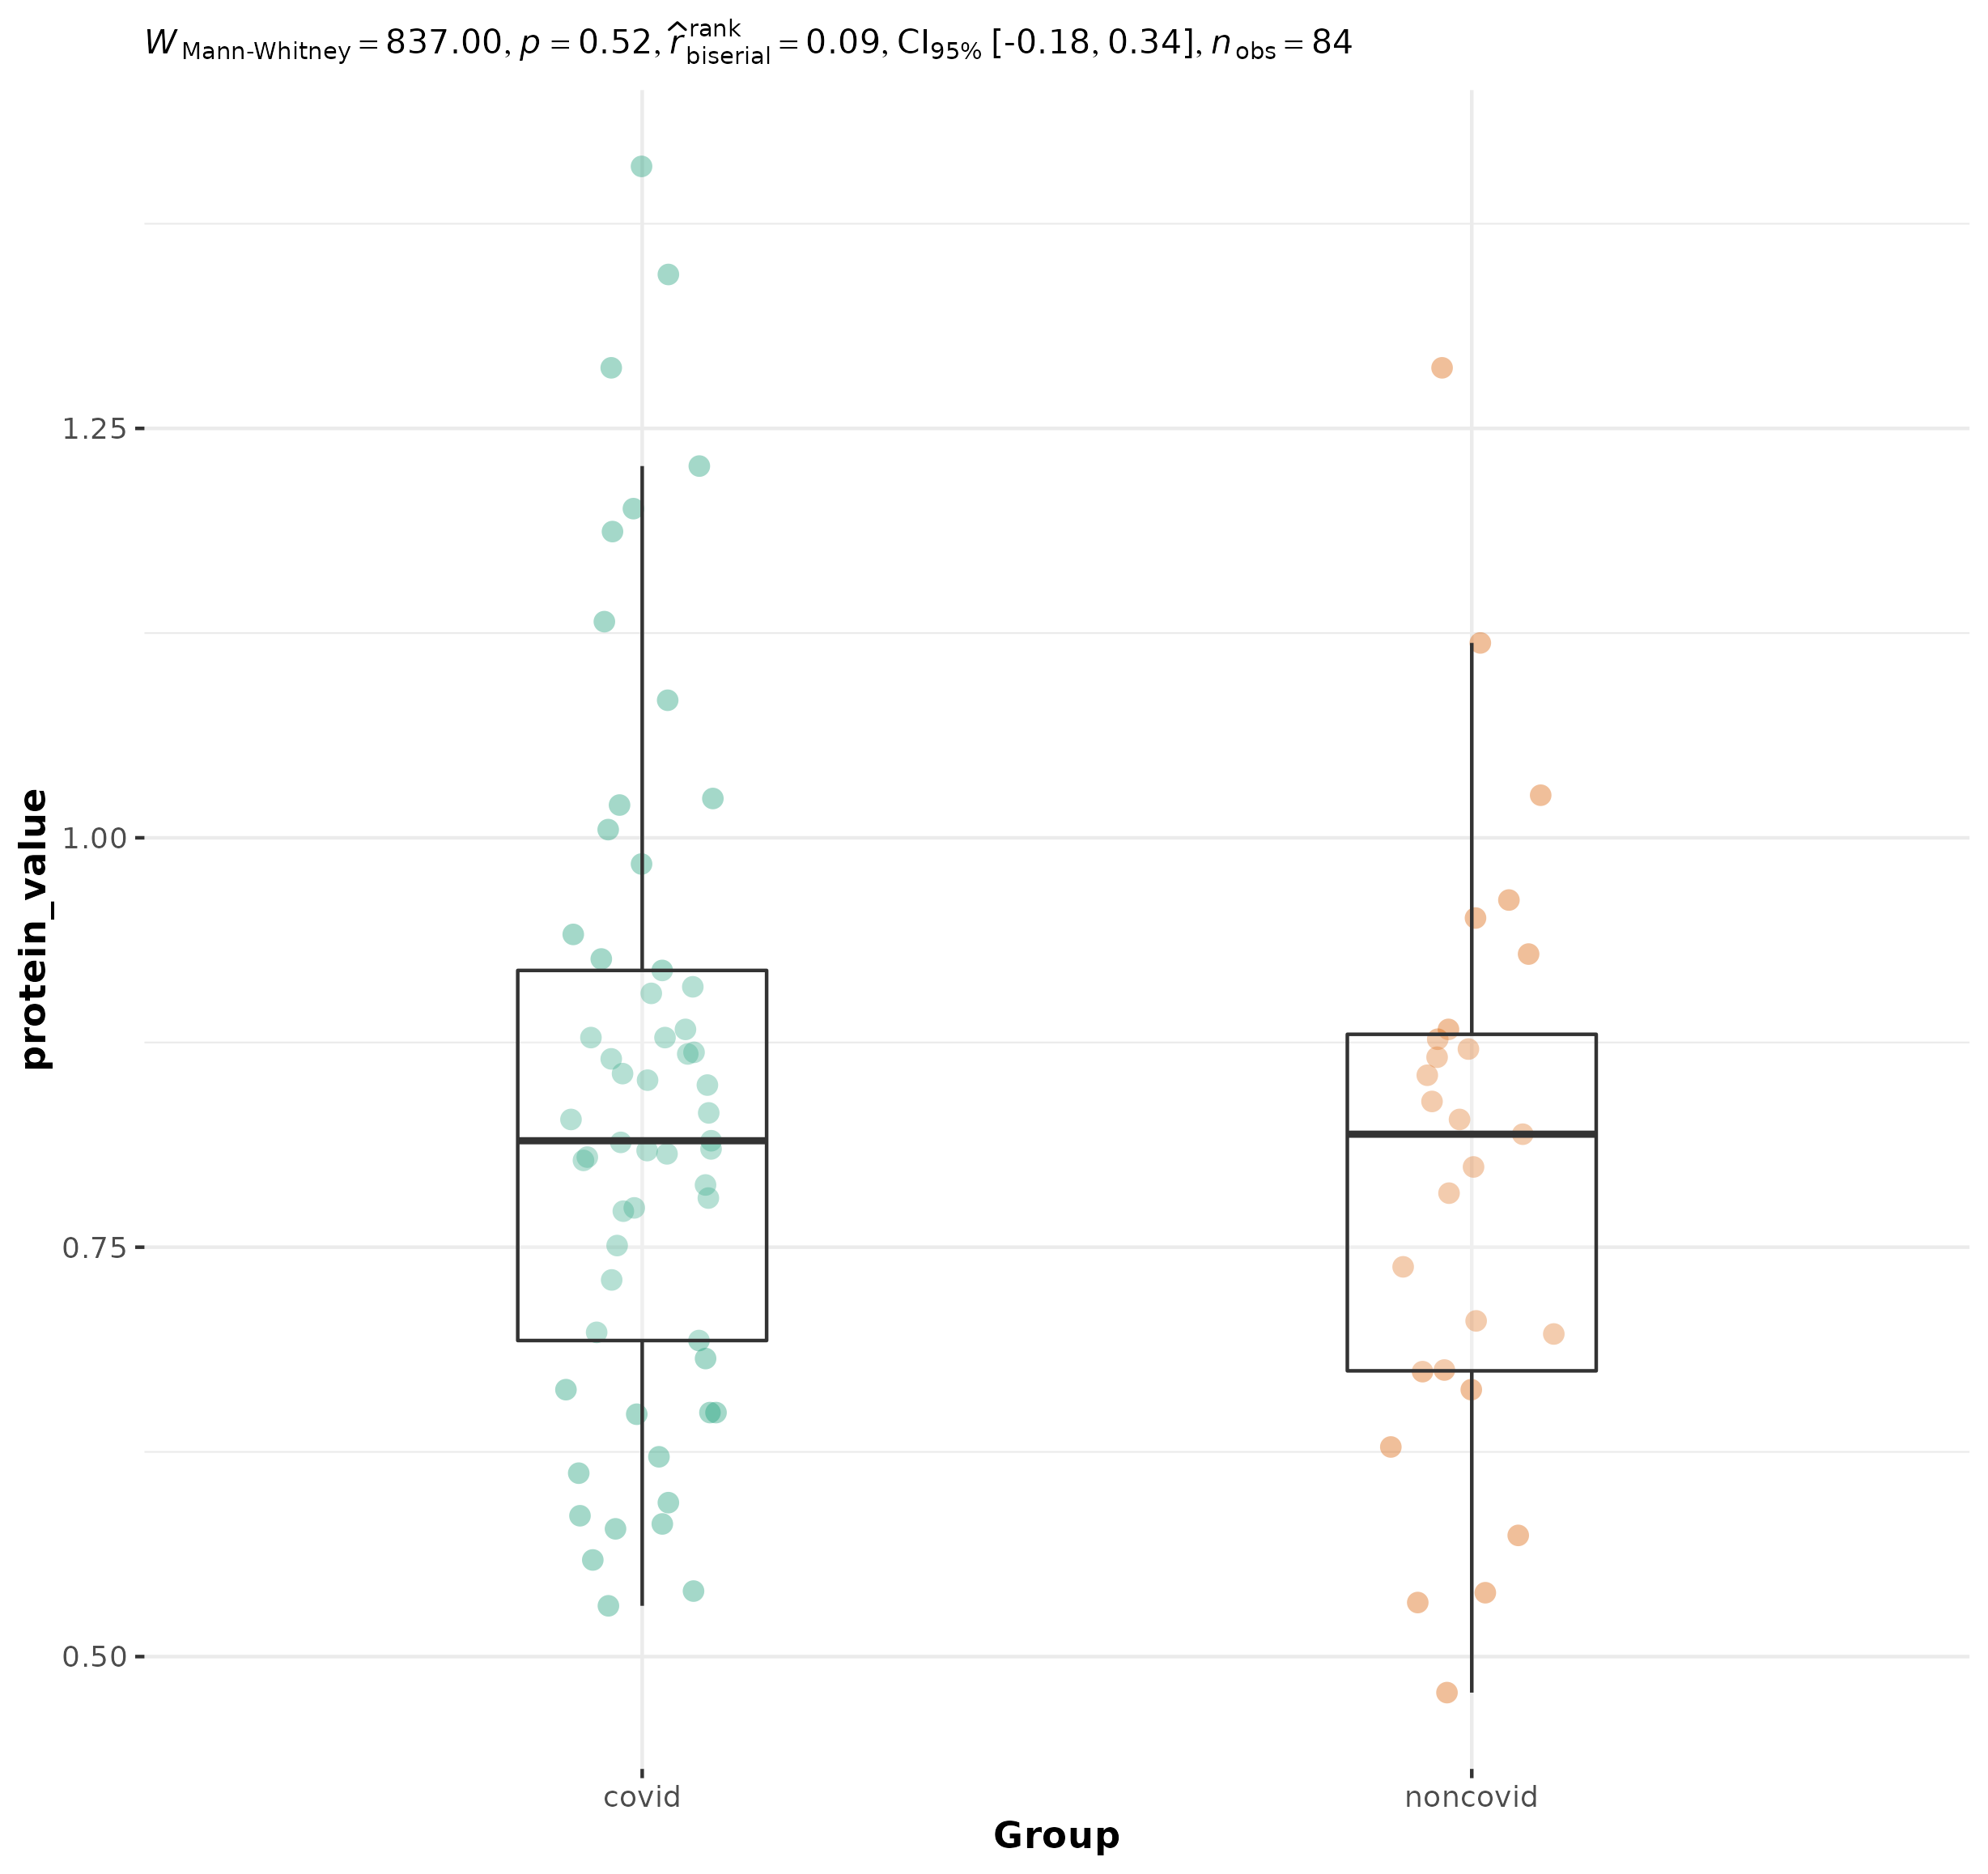 W Mann-Whitney = 837.00, p = 0.52, r̂ rank biserial = 0.09, CI95% [-0.18, 0.34], n obs = 84
protein_value
1.25
1.00
0.75
0.50
covid noncovid
Group